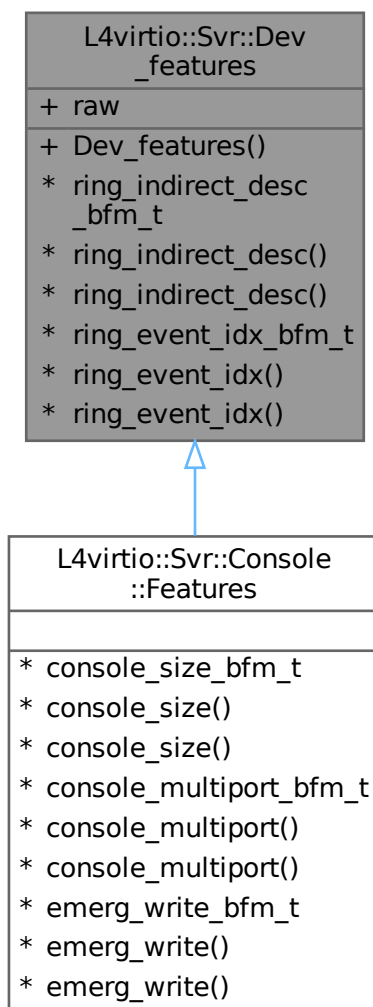 L4virtio::Svr::Dev
_features
+ raw
+ Dev_features()
* ring_indirect_desc
_bfm_t
* ring_indirect_desc()
* ring_indirect_desc()
* ring_event_idx_bfm_t
* ring_event_idx()
* ring_event_idx()
L4virtio::Svr::Console
::Features
* console_size_bfm_t
* console_size()
* console_size()
* console_multiport_bfm_t
* console_multiport()
* console_multiport()
* emerg_write_bfm_t
* emerg_write()
* emerg_write()